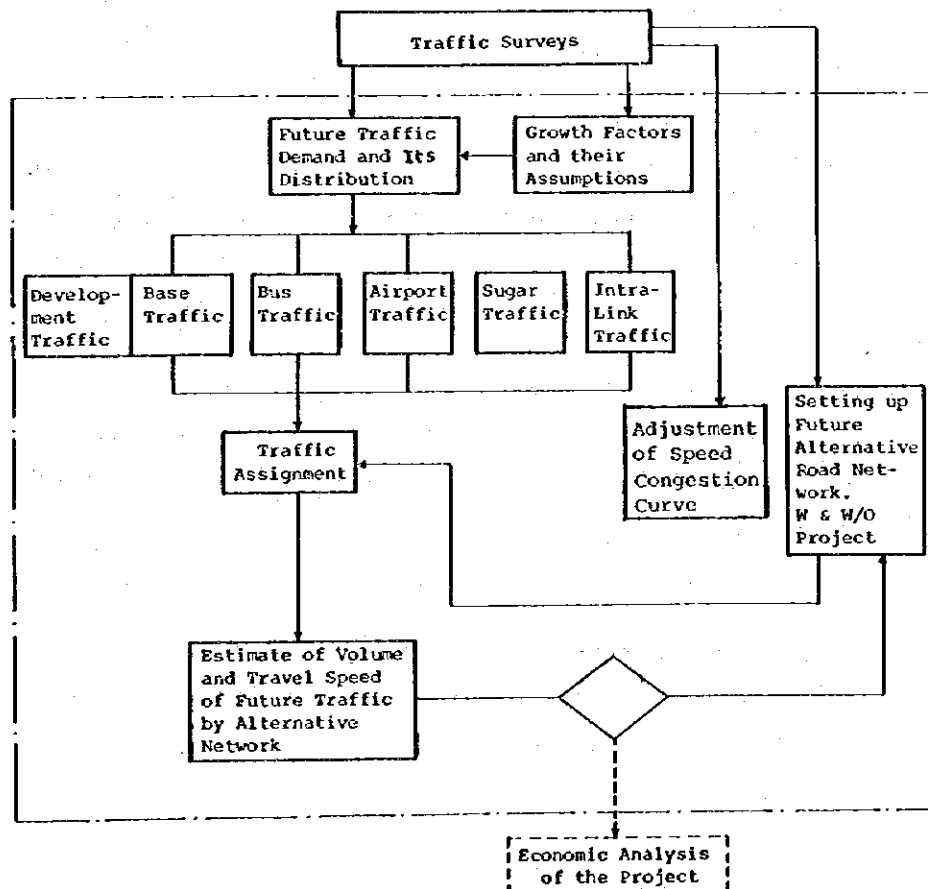 Traffic Surveys
Future Traffic
Demand and Its
Distribution
Growth Factors
and their
Assumptions
Develop-
ment
Traffic
Base
Traffic
Bus
Traffic
Airport
Traffic
Sugar
Traffic
Intra-
Link
Traffic
Traffic
Assignment
Adjustment
of Speed
Congestion
Curve
Setting up
Future
Alternative
Road Net-
work.
W & W/O
Project
Estimate of Volume
and Travel Speed
of Future Traffic
by Alternative
Network
Economic Analysis
of the Project